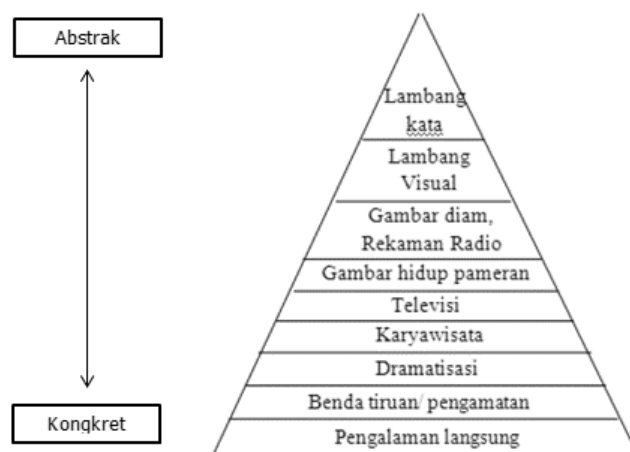 Abstrak
Lambang
kata
Lambang
Visual
Gambar diam,
Rekaman Radio
Gambar hidup pameran
Televisi
Karyawisata
Dramatisasi
Benda tiruan/ pengamatan
Kongkret
Pengalaman langsung